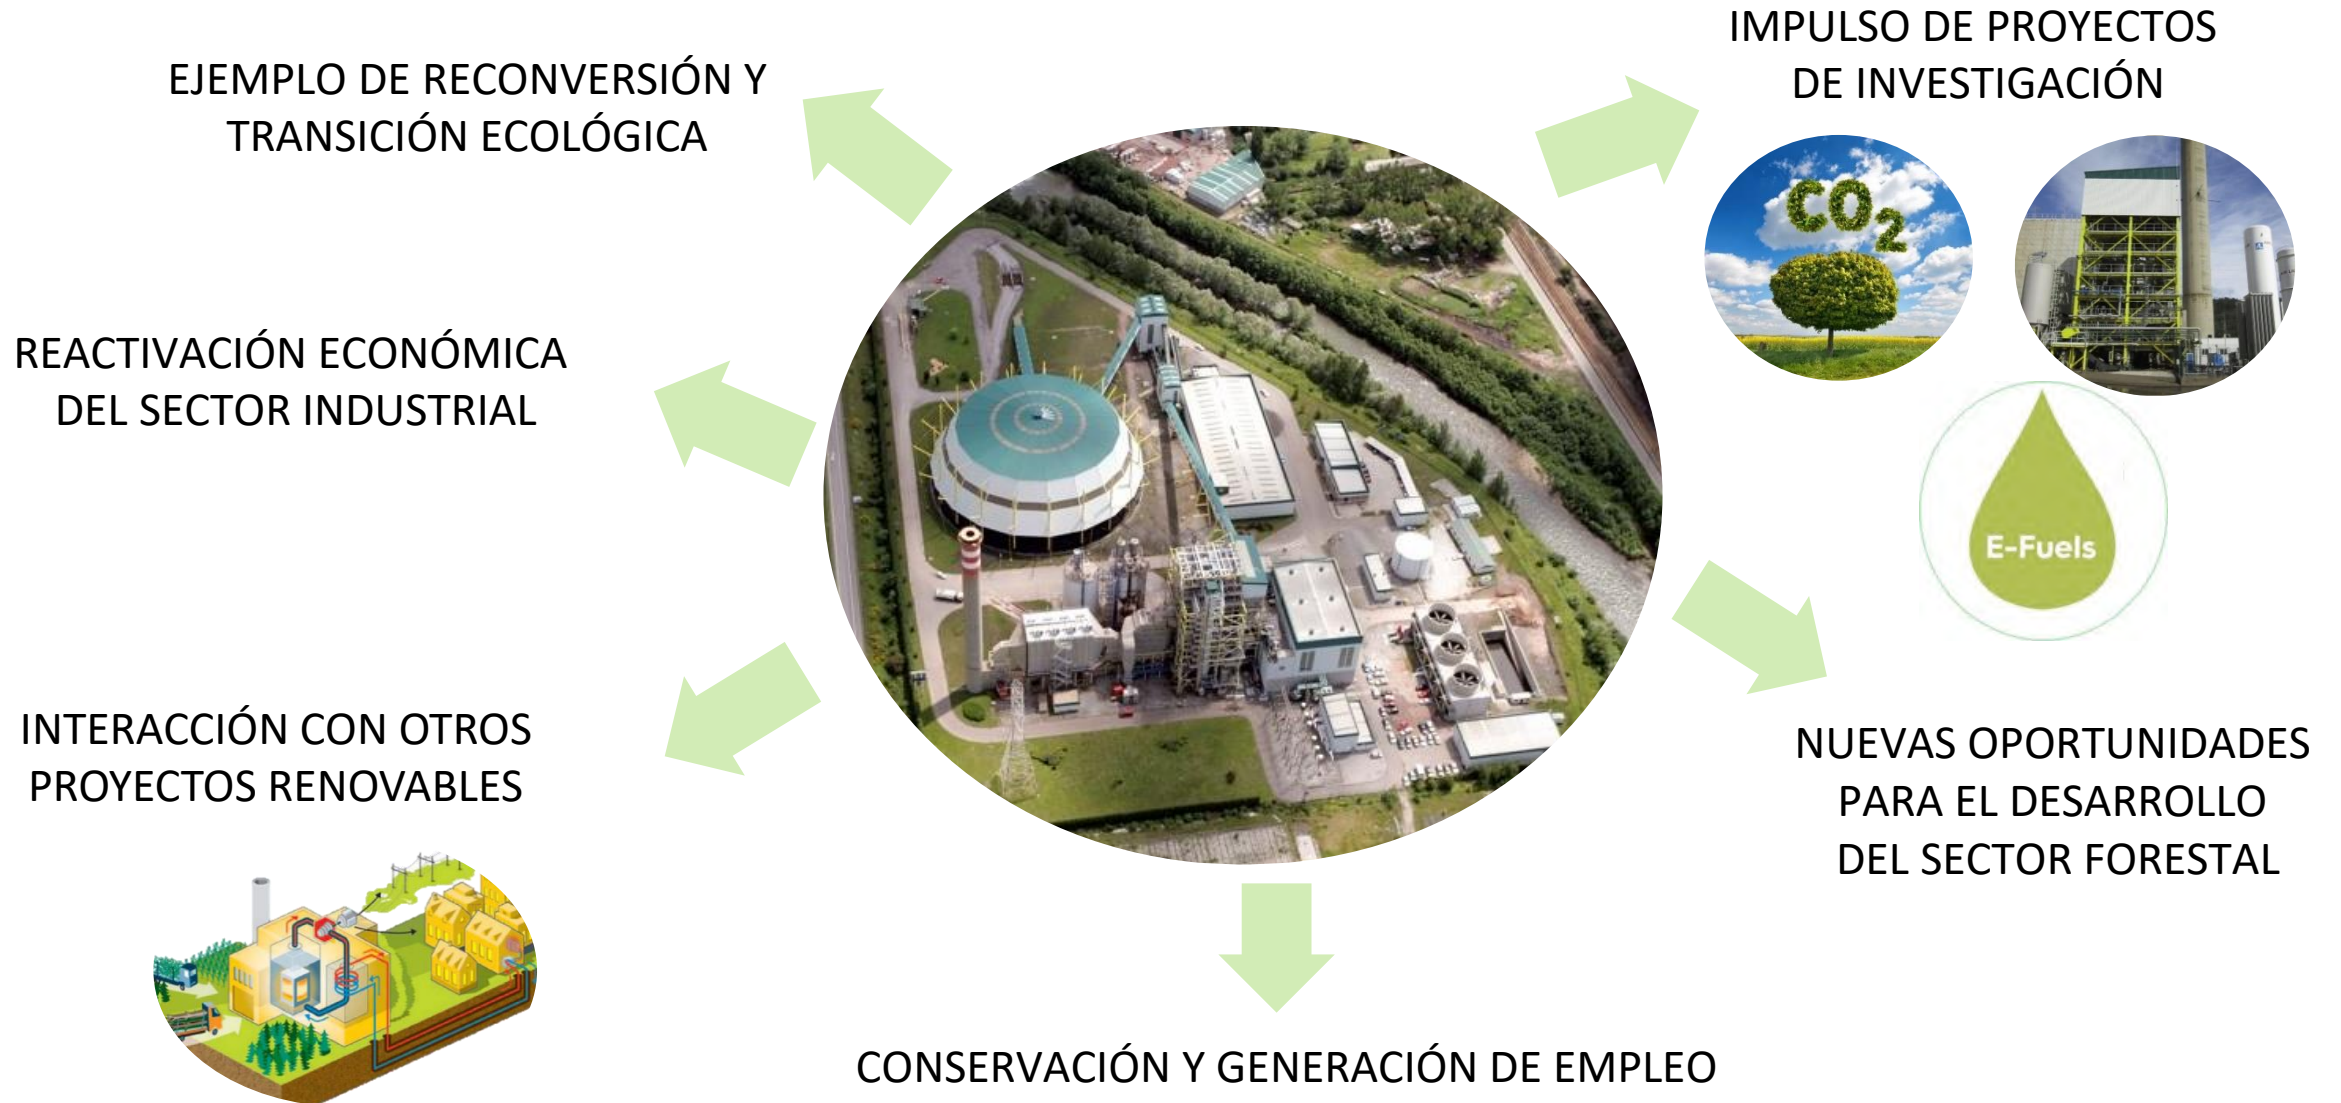 EJEMPLO DE RECONVERSIÓN Y
TRANSICIÓN ECOLÓGICA
IMPULSO DE PROYECTOS
DE INVESTIGACIÓN
CO2
REACTIVACIÓN ECONÓMICA
DEL SECTOR INDUSTRIAL
E-Fuels
INTERACCIÓN CON OTROS
PROYECTOS RENOVABLES
NUEVAS OPORTUNIDADES
PARA EL DESARROLLO
DEL SECTOR FORESTAL
CONSERVACIÓN Y GENERACIÓN DE EMPLEO